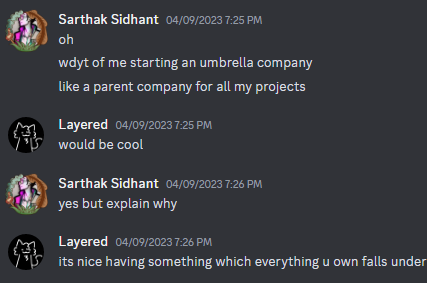 Sarthak Sidhant 04/09/2023 7:25 PM
oh
wdyt of me starting an umbrella company
like a parent company for all my projects
Layered 04/09/2023 7:25 PM
would be cool
Sarthak Sidhant 04/09/2023 7:26 PM
yes but explain why
Layered 04/09/2023 7:26 PM
its nice having something which everything u own falls under